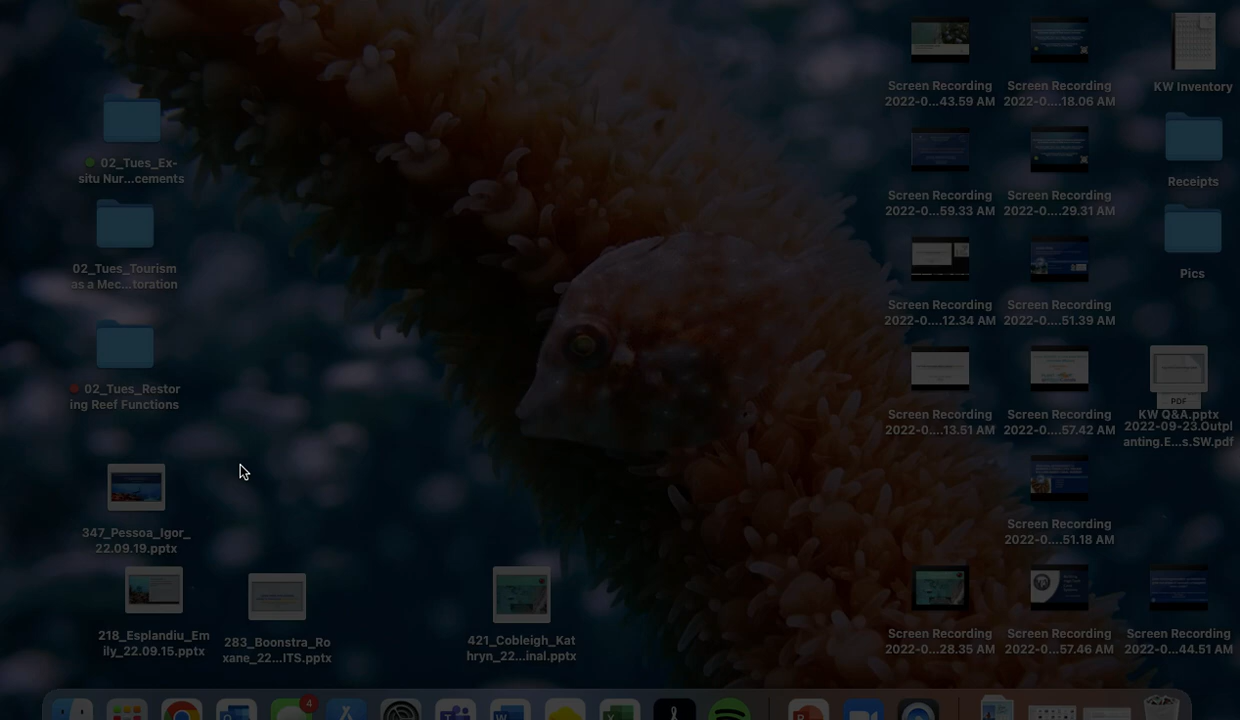 02_Tues_Ex-
situ Nur...cements
02_Tues_Tourism
as a Mec...toration
02_Tues_Restor
ing Reef Functions
347_Pessoa_Igor_
22.09.19.pptx
218_Esplandiu_Em
ily_22.09.15.pptx
283_Boonstra_Ro
xane_22...ITS.pptx
421_Cobleigh_Kat
hryn_22...inal.pptx
Screen Recording
2022-0...43.59 AM
Screen Recording
2022-0....18.06 AM
KW Inventory
Screen Recording
2022-0...59.33 AM
Screen Recording
2022-0....29.31 AM
Receipts
Screen Recording
2022-0....12.34 AM
Screen Recording
2022-0....51.39 AM
Pics
Screen Recording
2022-0....13.51 AM
Screen Recording
2022-0....57.42 AM
PDF
KW Q&A.pptx
2022-09-23.Outpl
anting.E...s.SW.pdf
Screen Recording
2022-0....51.18 AM
Screen Recording
2022-0...28.35 AM
Screen Recording
2022-0....57.46 AM
Screen Recording
2022-0...44.51 AM
4